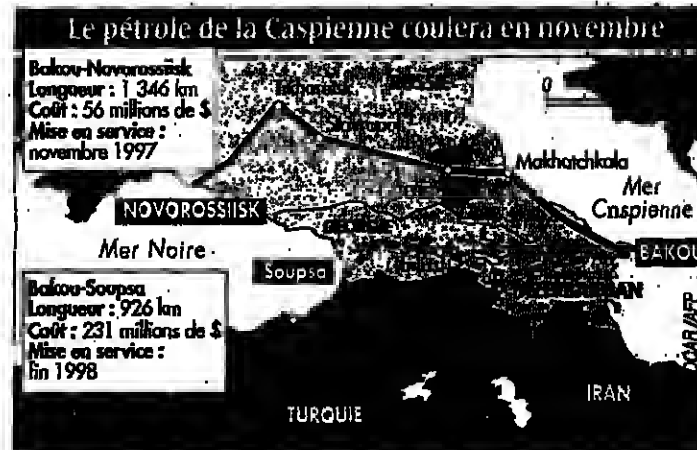 Le pétrole de la Caspienne coulera en novembre
Bakou-Novorossiisk
Longueur : 1 346 km
Coût : 56 millions de $
Mise en service :
novembre 1997
0
Makhatchkala
Mer
Caspienne
NOVOROSSIISK
BAKOU
Mer Noire
Soupsa
Bakou-Soupsa
Longueur : 926 km
Coût : 231 millions de $
Mise en service :
fin 1998
IRAN
TURQUIE